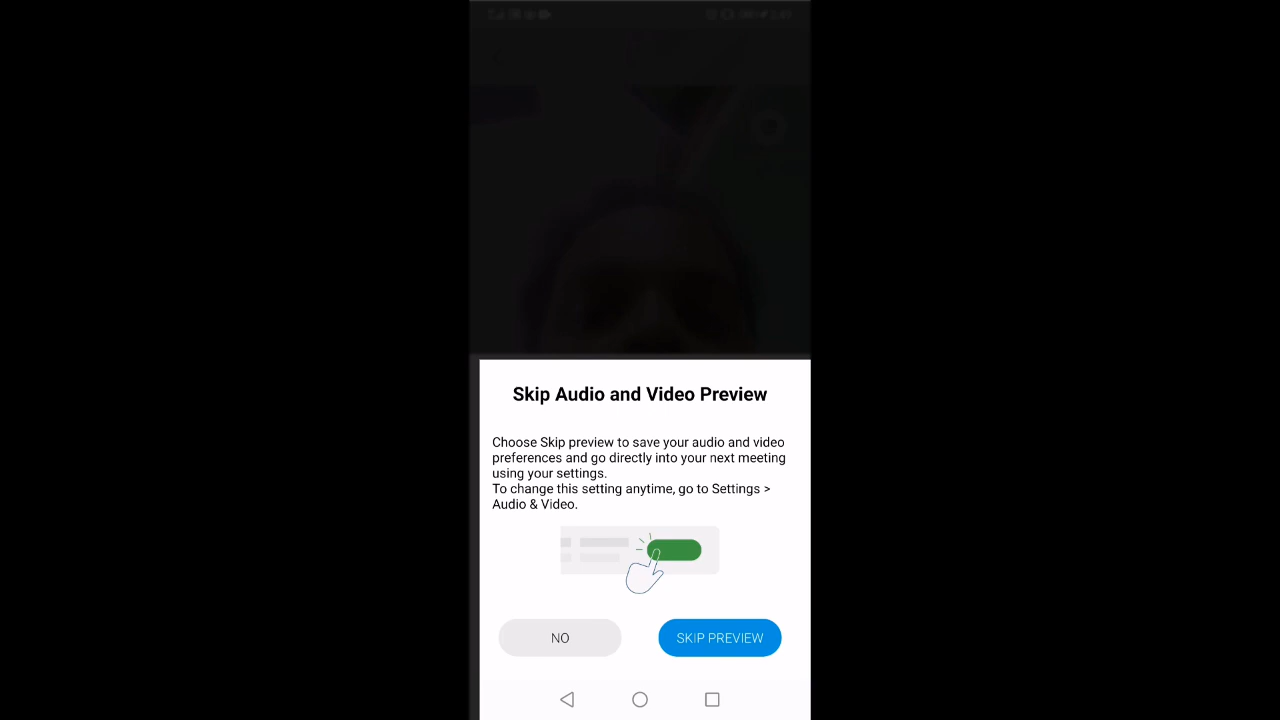 Skip Audio and Video Preview
Choose Skip preview to save your audio and video
preferences and go directly into your next meeting
using your settings.
To change this setting anytime, go to Settings >
Audio & Video.
NO
SKIP PREVIEW